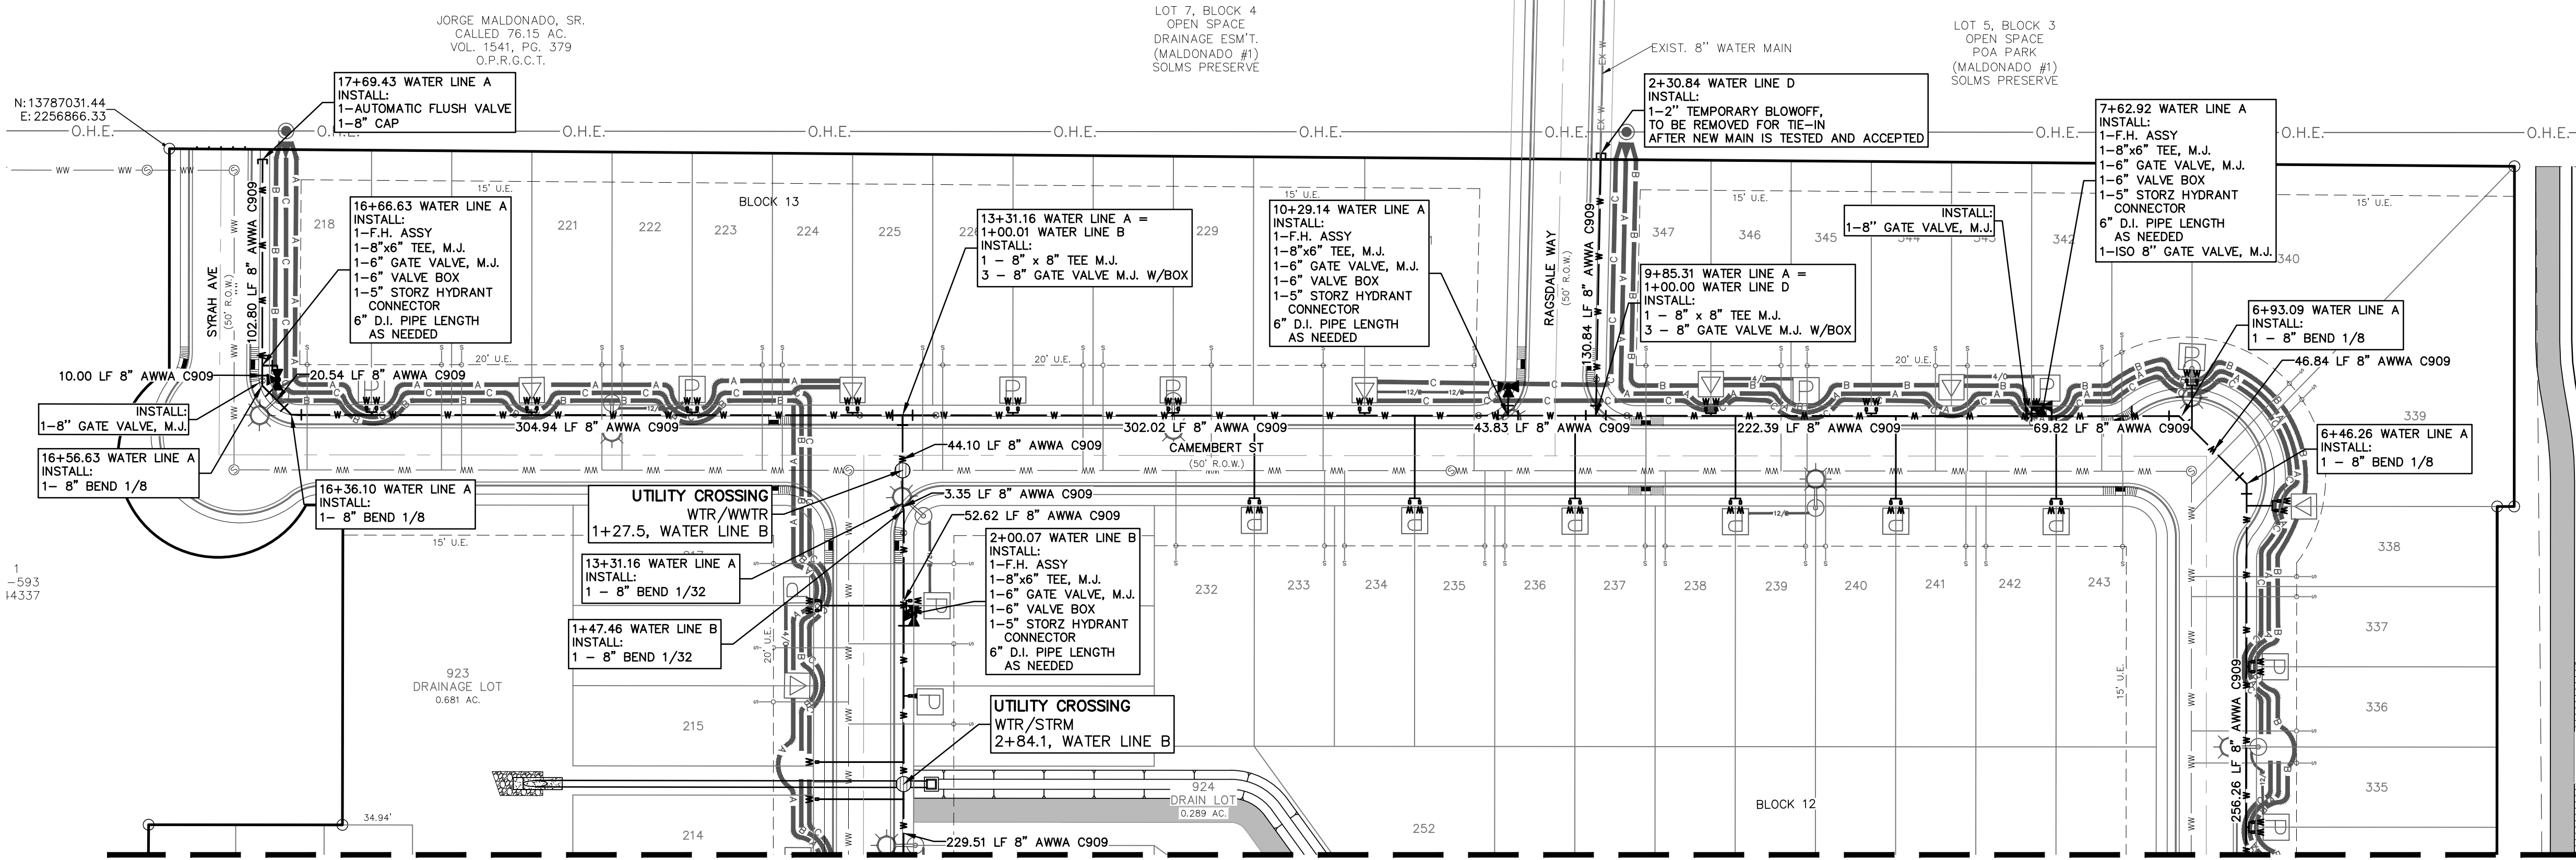 JORGE MALDONADO, SR.
CALLED 76.15 AC.
VOL. 1541, PG. 379
O.P.R.G.C.T.
LOT 7, BLOCK 4
OPEN SPACE
DRAINAGE ESM'T.
(MALDONADO #1)
SOLMS PRESERVE
EXIST. 8" WATER MAIN
LOT 5, BLOCK 3
OPEN SPACE
POA PARK
(MALDONADO #1)
SOLMS PRESERVE
N:13787031.44
E: 2256866.33
17+69.43 WATER LINE A
INSTALL:
1-AUTOMATIC FLUSH VALVE
1-8" CAP
2+30.84 WATER LINE D
INSTALL:
1-2" TEMPORARY BLOWOFF,
TO BE REMOVED FOR TIE-IN
AFTER NEW MAIN IS TESTED AND ACCEPTED
7+62.92 WATER LINE A
INSTALL:
1-F.H. ASSY
1-8"x6" TEE, M.J.
1-6" GATE VALVE, M.J.
1-6" VALVE BOX
1-5" STORZ HYDRANT
CONNECTOR
6" D.I. PIPE LENGTH
AS NEEDED
1-ISO 8" GATE VALVE, M.J.
O.H.E.
O.H.E.
O.H.E.
O.H.E.
O.H.E.
O.H.E.
O.H.E.
O.H.E.
O.H.E.
O.H.E.
SYRAH AVE
(50' R.O.W.)
102.80 LF 8" AWWA C909
16+66.63 WATER LINE A
INSTALL:
1-F.H. ASSY
1-8"x6" TEE, M.J.
1-6" GATE VALVE, M.J.
1-6" VALVE BOX
1-5" STORZ HYDRANT
CONNECTOR
6" D.I. PIPE LENGTH
AS NEEDED
15' U.E.
BLOCK 13
218
221
222
223
224
225
229
13+31.16 WATER LINE A =
1+00.01 WATER LINE B
INSTALL:
1 - 8" x 8" TEE M.J.
3 - 8" GATE VALVE M.J. W/BOX
15' U.E.
10+29.14 WATER LINE A
INSTALL:
1-F.H. ASSY
1-8"x6" TEE, M.J.
1-6" GATE VALVE, M.J.
1-6" VALVE BOX
1-5" STORZ HYDRANT
CONNECTOR
6" D.I. PIPE LENGTH
AS NEEDED
RAGSDALE WAY
(50' R.O.W.)
130.84 LF 8" AWWA C909
347
346
345
342
340
INSTALL:
1-8" GATE VALVE, M.J.
15' U.E.
9+85.31 WATER LINE A =
1+00.00 WATER LINE D
INSTALL:
1 - 8" x 8" TEE M.J.
3 - 8" GATE VALVE M.J. W/BOX
6+93.09 WATER LINE A
INSTALL:
1 - 8" BEND 1/8
46.84 LF 8" AWWA C909
20' U.E.
20' U.E.
20' U.E.
10.00 LF 8" AWWA C909
20.54 LF 8" AWWA C909
INSTALL:
1-8" GATE VALVE, M.J.
304.94 LF 8" AWWA C909
302.02 LF 8" AWWA C909
43.83 LF 8" AWWA C909
222.39 LF 8" AWWA C909
69.82 LF 8" AWWA C909
339
6+46.26 WATER LINE A
INSTALL:
1 - 8" BEND 1/8
44.10 LF 8" AWWA C909
CAMEMBERT ST
(50' R.O.W.)
16+56.63 WATER LINE A
INSTALL:
1- 8" BEND 1/8
16+36.10 WATER LINE A
INSTALL:
1- 8" BEND 1/8
UTILITY CROSSING
WTR/WWTR
1+27.5, WATER LINE B
3.35 LF 8" AWWA C909
52.62 LF 8" AWWA C909
15' U.E.
13+31.16 WATER LINE A
INSTALL:
1 - 8" BEND 1/32
1+47.46 WATER LINE B
INSTALL:
1 - 8" BEND 1/32
2+00.07 WATER LINE B
INSTALL:
1-F.H. ASSY
1-8"x6" TEE, M.J.
1-6" GATE VALVE, M.J.
1-6" VALVE BOX
1-5" STORZ HYDRANT
CONNECTOR
6" D.I. PIPE LENGTH
AS NEEDED
1
-593
232
233
234
235
236
237
238
239
240
241
242
243
338
337
336
335
20' U.E.
15' U.E.
923
DRAINAGE LOT
0.681 AC.
215
214
UTILITY CROSSING
WTR/STRM
2+84.1, WATER LINE B
924
DRAIN LOT
0.289 AC.
252
BLOCK 12
256.26 LF 8" AWWA C909
34.94'
229.51 LF 8" AWWA C909